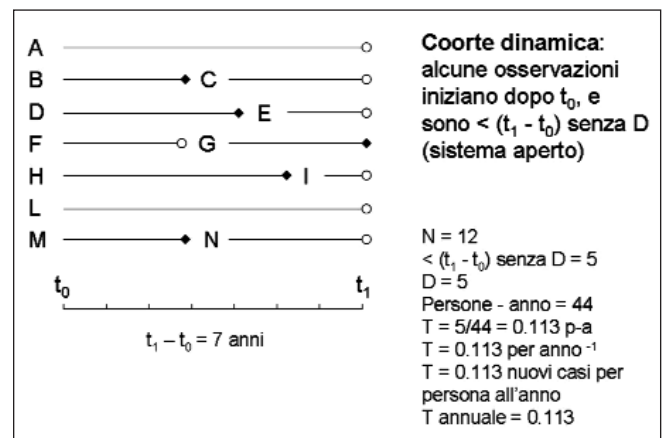 A
B C
D E
F G
H I
L
M N
t₀ t₁
t₁ – t₀ = 7 anni
Coorte dinamica:
alcune osservazioni
iniziano dopo t₀, e
sono < (t₁ - t₀) senza D
(sistema aperto)
N = 12
< (t₁ - t₀) senza D = 5
D = 5
Persone - anno = 44
T = 5/44 = 0.113 p-a
T = 0.113 per anno ⁻¹
T = 0.113 nuovi casi per
persona all'anno
T annuale = 0.113